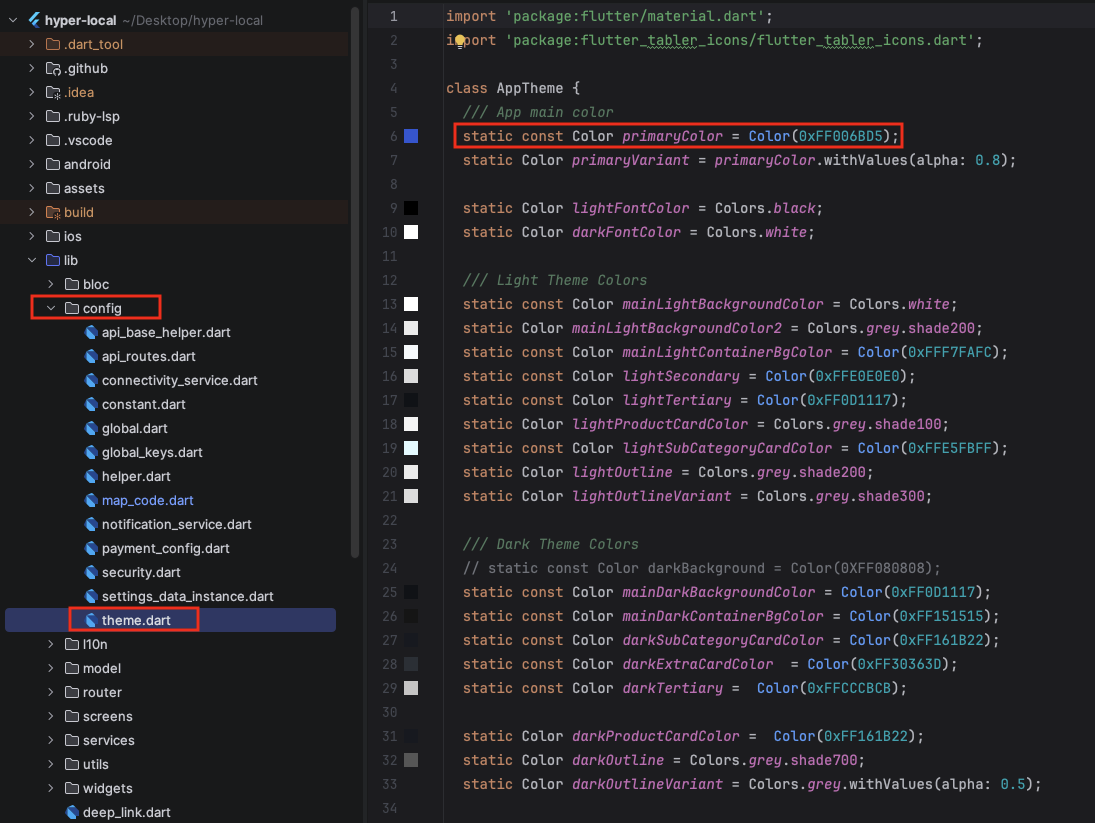 hyper-local ~/Desktop/hyper-local
.dart_tool
.github
.idea
.ruby-lsp
.vscode
android
assets
build
ios
lib
bloc
config
api_base_helper.dart
api_routes.dart
connectivity_service.dart
constant.dart
global.dart
global_keys.dart
helper.dart
map_code.dart
notification_service.dart
payment_config.dart
security.dart
settings_data_instance.dart
theme.dart
l10n
model
router
screens
services
utils
widgets
deep_link.dart
1 import 'package:flutter/material.dart';
2 import 'package:flutter_tabler_icons/flutter_tabler_icons.dart';
3
4 class AppTheme {
5 /// App main color
6 static const Color primaryColor = Color(0xFF006BD5);
7 static Color primaryVariant = primaryColor.withValues(alpha: 0.8);
8
9 static Color lightFontColor = Colors.black;
10 static Color darkFontColor = Colors.white;
11
12 /// Light Theme Colors
13 static const Color mainLightBackgroundColor = Colors.white;
14 static Color mainLightBackgroundColor2 = Colors.grey.shade200;
15 static const Color mainLightContainerBgColor = Color(0xFFF7FAFC);
16 static const Color lightSecondary = Color(0xFFE0E0E0);
17 static const Color lightTertiary = Color(0xFF0D1117);
18 static Color lightProductCardColor = Colors.grey.shade100;
19 static const Color lightSubCategoryCardColor = Color(0xFFE5FBFF);
20 static Color lightOutline = Colors.grey.shade200;
21 static Color lightOutlineVariant = Colors.grey.shade300;
22
23 /// Dark Theme Colors
24 // static const Color darkBackground = Color(0XFF080808);
25 static const Color mainDarkBackgroundColor = Color(0xFF0D1117);
26 static const Color mainDarkContainerBgColor = Color(0xFF151515);
27 static const Color darkSubCategoryCardColor = Color(0xFF161B22);
28 static const Color darkExtraCardColor  = Color(0xFF30363D);
29 static const Color darkTertiary =  Color(0xFFCCCBCB);
30
31 static Color darkProductCardColor =  Color(0xFF161B22);
32 static Color darkOutline = Colors.grey.shade700;
33 static Color darkOutlineVariant = Colors.grey.withValues(alpha: 0.5);
34